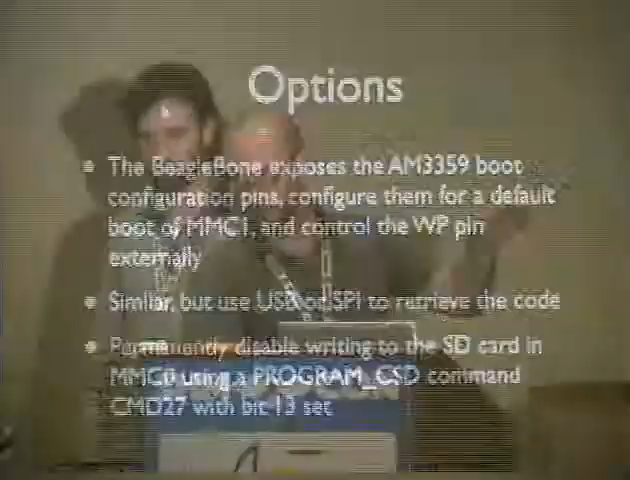 Options
• The BeagleBone exposes the AM3359 boot
configuration pins, configure them for a default
boot of MMC1, and control the WP pin
externally
• Similar, but use USB or SPI to retrieve the code
• Permanently disable writing to the SD card in
MMC0 using a PROGRAM_CSD command
CMD27 with bit 13 set